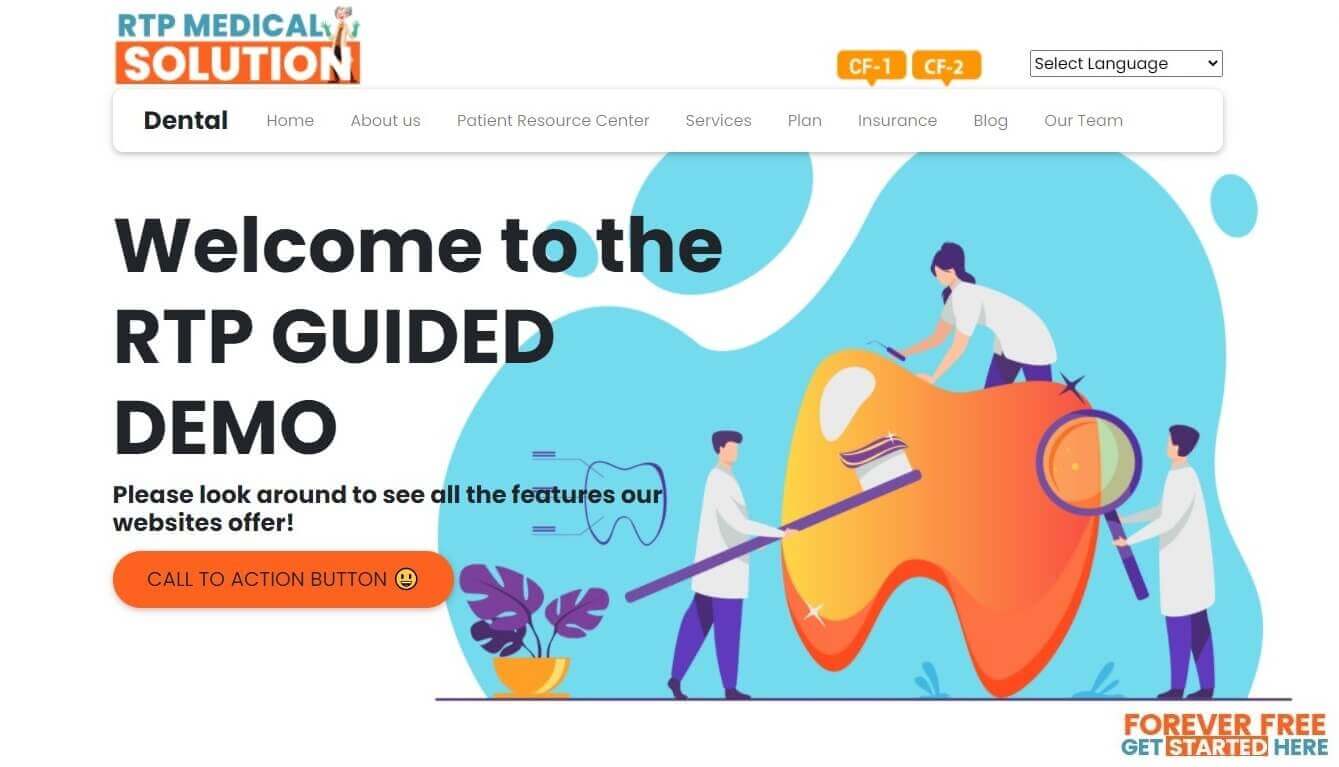 RTP MEDICAL
SOLUTION
CF-1 CF-2
Select Language
Dental Home About us Patient Resource Center Services Plan Insurance Blog Our Team
Welcome to the
RTP GUIDED
DEMO
Please look around to see all the features our
websites offer!
CALL TO ACTION BUTTON 😃
FOREVER FREE
GET STARTED HERE